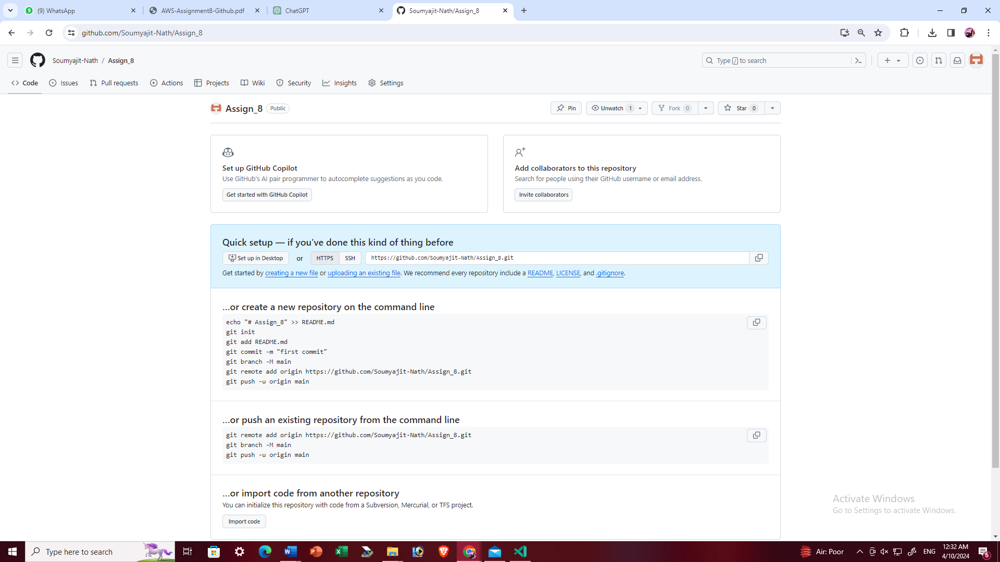 (9) WhatsApp
AWS-Assignment8-Github.pdf
ChatGPT
Soumyajit-Nath/Assign_8
github.com/Soumyajit-Nath/Assign_8
Soumyajit-Nath / Assign_8
Type / to search
Code
Issues
Pull requests
Actions
Projects
Wiki
Security
Insights
Settings
Assign_8 Public
Pin
Unwatch 1
Fork 0
Star 0
Set up GitHub Copilot
Use GitHub's AI pair programmer to autocomplete suggestions as you code.
Get started with GitHub Copilot
Add collaborators to this repository
Search for people using their GitHub username or email address.
Invite collaborators
Quick setup — if you’ve done this kind of thing before
Set up in Desktop or HTTPS SSH https://github.com/Soumyajit-Nath/Assign_8.git
Get started by creating a new file or uploading an existing file. We recommend every repository include a README, LICENSE, and .gitignore.
…or create a new repository on the command line
echo "# Assign_8" >> README.md
git init
git add README.md
git commit -m "first commit"
git branch -M main
git remote add origin https://github.com/Soumyajit-Nath/Assign_8.git
git push -u origin main
…or push an existing repository from the command line
git remote add origin https://github.com/Soumyajit-Nath/Assign_8.git
git branch -M main
git push -u origin main
…or import code from another repository
You can initialize this repository with code from a Subversion, Mercurial, or TFS project.
Import code
Activate Windows
Go to Settings to activate Windows.
Type here to search
Air: Poor
ENG
12:32 AM
4/10/2024
6